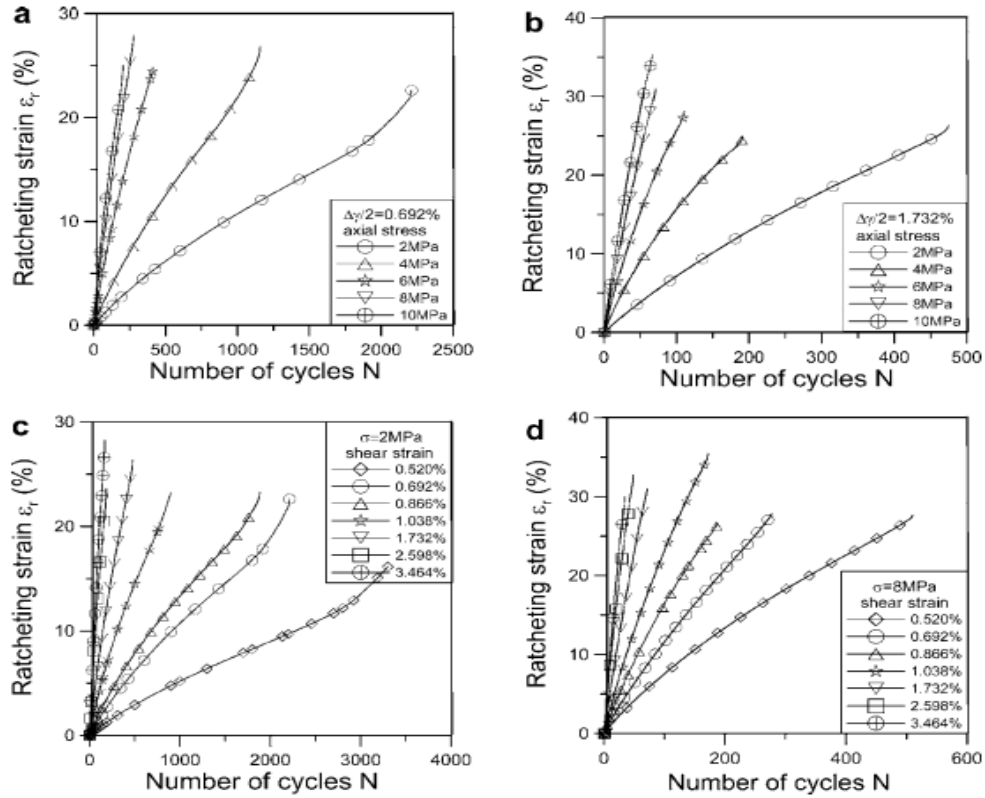 a
30
20
10
0
Ratcheting strain εr (%)
0 500 1000 1500 2000 2500
Number of cycles N
Δγ/2=0.692%
axial stress
2MPa
4MPa
6MPa
8MPa
10MPa
b
40
30
20
10
0
Ratcheting strain εr (%)
0 100 200 300 400 500
Number of cycles N
Δγ/2=1.732%
axial stress
2MPa
4MPa
6MPa
8MPa
10MPa
c
30
20
10
0
Ratcheting strain εr (%)
0 1000 2000 3000 4000
Number of cycles N
σ=2MPa
shear strain
0.520%
0.692%
0.866%
1.038%
1.732%
2.598%
3.464%
d
40
30
20
10
0
Ratcheting strain εr (%)
0 200 400 600
Number of cycles N
σ=8MPa
shear strain
0.520%
0.692%
0.866%
1.038%
1.732%
2.598%
3.464%